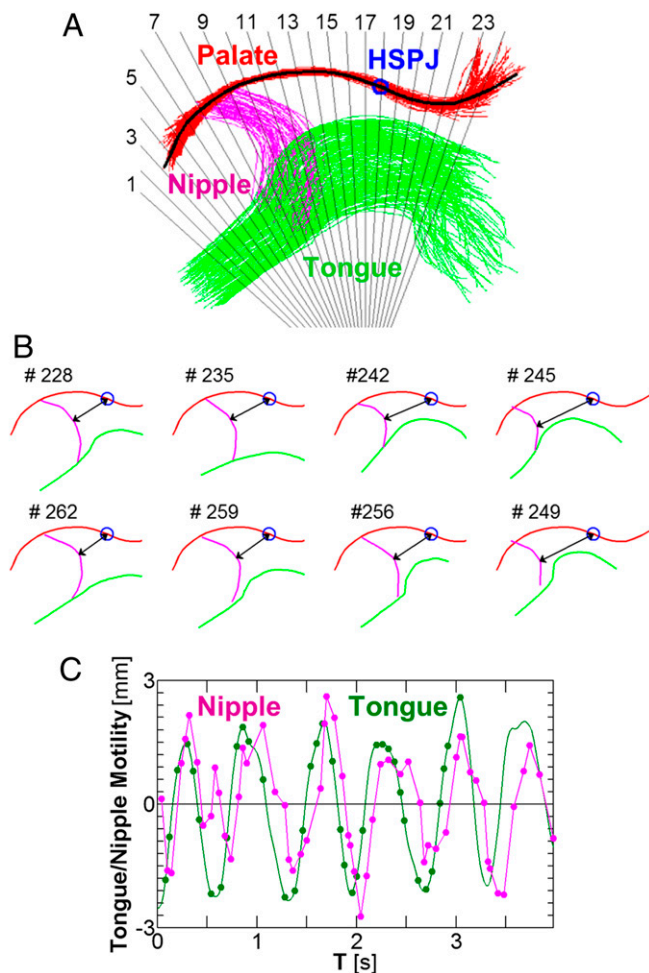 A
7 9 11 13 15 17 19 21 23
Palate
HSPJ
5
3
Nipple
1
Tongue
B
# 228
# 235
#242
# 245
# 262
# 259
#256
# 249
C
3
Nipple
Tongue
Tongue/Nipple Motility [mm]
0
-3
0 1 2 3
T [s]